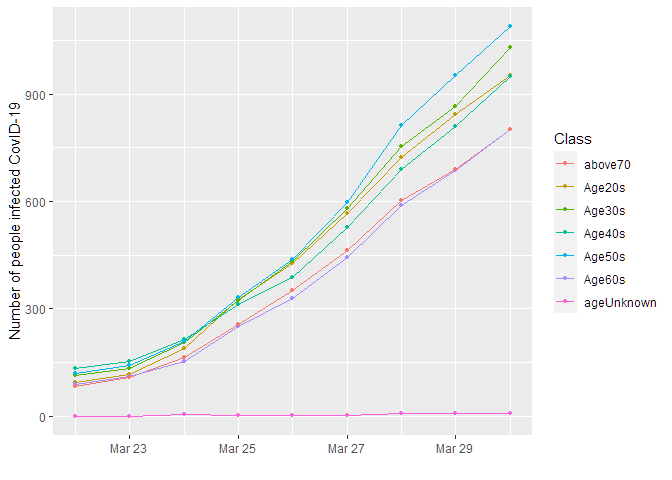 Number of people infected CovID-19
900
600
300
0
Mar 23
Mar 25
Mar 27
Mar 29
Class
above70
Age20s
Age30s
Age40s
Age50s
Age60s
ageUnknown